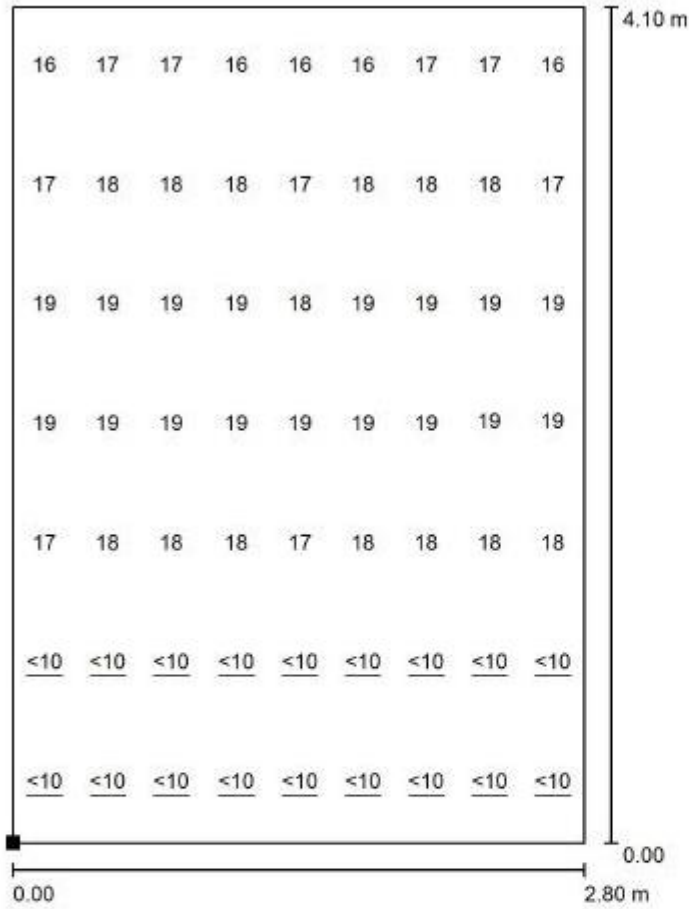 4.10 m
16 17 17 16 16 16 17 17 16
17 18 18 18 17 18 18 18 17
19 19 19 19 18 19 19 19 19
19 19 19 19 19 19 19 19 19
17 18 18 18 17 18 18 18 18
<10 <10 <10 <10 <10 <10 <10 <10 <10
<10 <10 <10 <10 <10 <10 <10 <10 <10
0.00
0.00 2.80 m